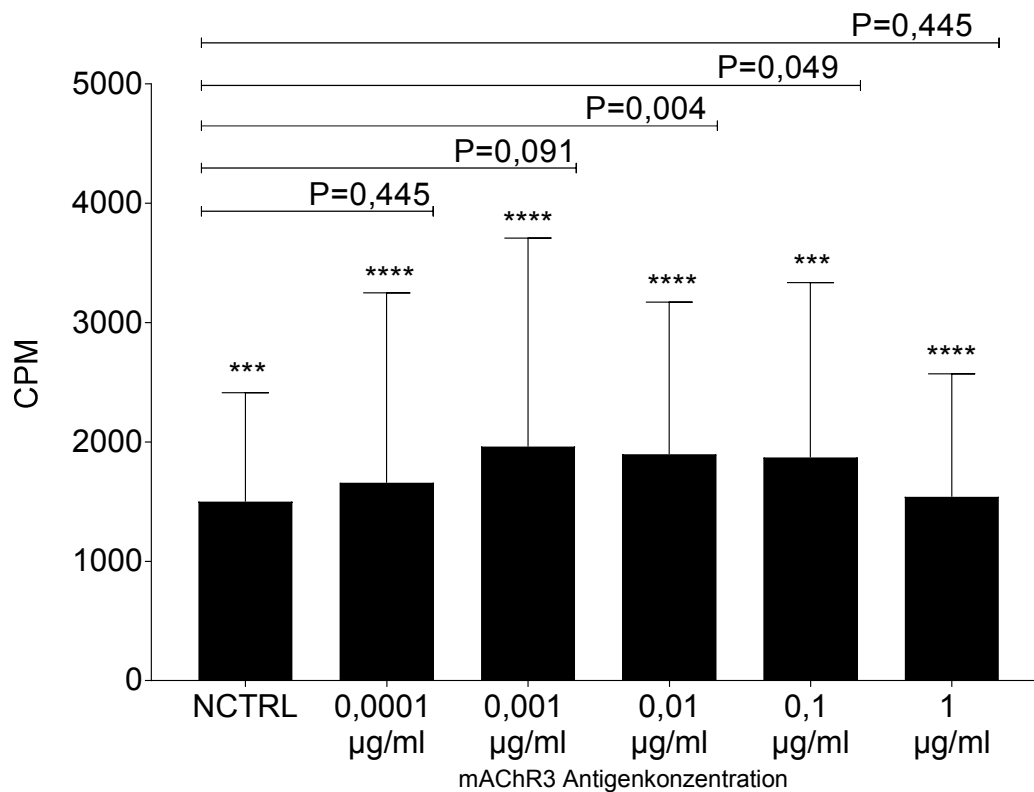 P=0,445
P=0,049
P=0,004
P=0,091
P=0,445
CPM
5000
4000
3000
2000
1000
0
***
****
****
****
***
****
NCTRL
0,0001
µg/ml
0,001
µg/ml
0,01
µg/ml
0,1
µg/ml
1
µg/ml
mAChR3 Antigenkonzentration